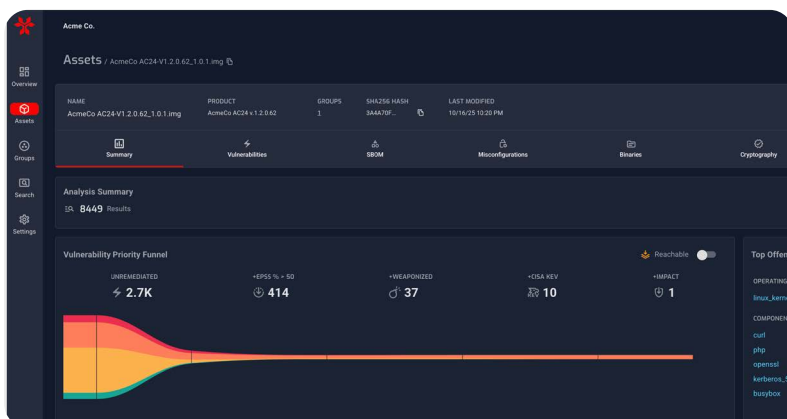 Acme Co.
Assets / AcmeCo AC24-V1.2.0.62_1.0.1.img
Overview
Assets
Groups
Search
Settings
NAME PRODUCT GROUPS SHA256 HASH LAST MODIFIED
AcmeCo AC24-V1.2.0.62_1.0.1.img AcmeCo AC24 v.1.2.0.62 1 3A4A70F... 10/16/25 10:20 PM
Summary Vulnerabilities SBOM Misconfigurations Binaries Cryptography
Analysis Summary
8449 Results
Vulnerability Priority Funnel Reachable
UNREMEDIATED +EPSS % > 50 +WEAPONIZED +CISA KEV +IMPACT
2.7K 414 37 10 1
Top Offen
OPERATING
linux_kerne
COMPONEN
curl
php
openssl
kerberos_5
busybox